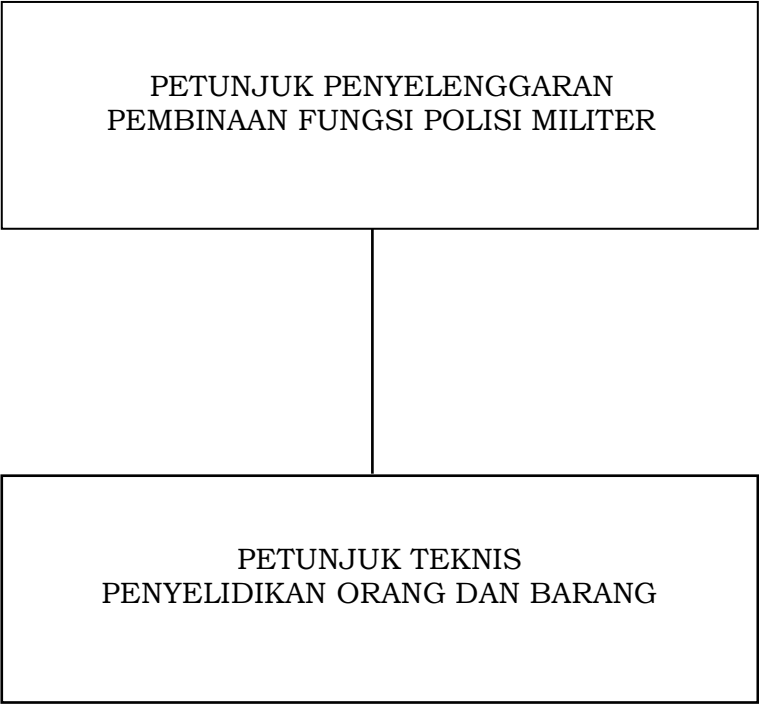 PETUNJUK PENYELENGGARAN
PEMBINAAN FUNGSI POLISI MILITER
PETUNJUK TEKNIS
PENYELIDIKAN ORANG DAN BARANG